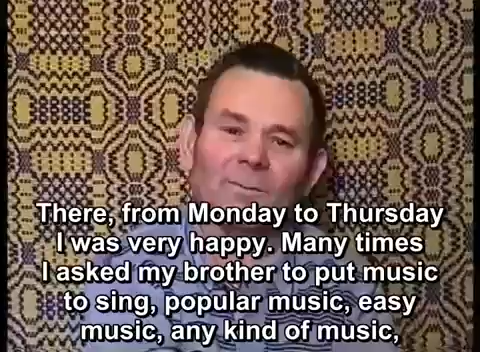 There, from Monday to Thursday
I was very happy. Many times
I asked my brother to put music
to sing, popular music, easy
music, any kind of music,